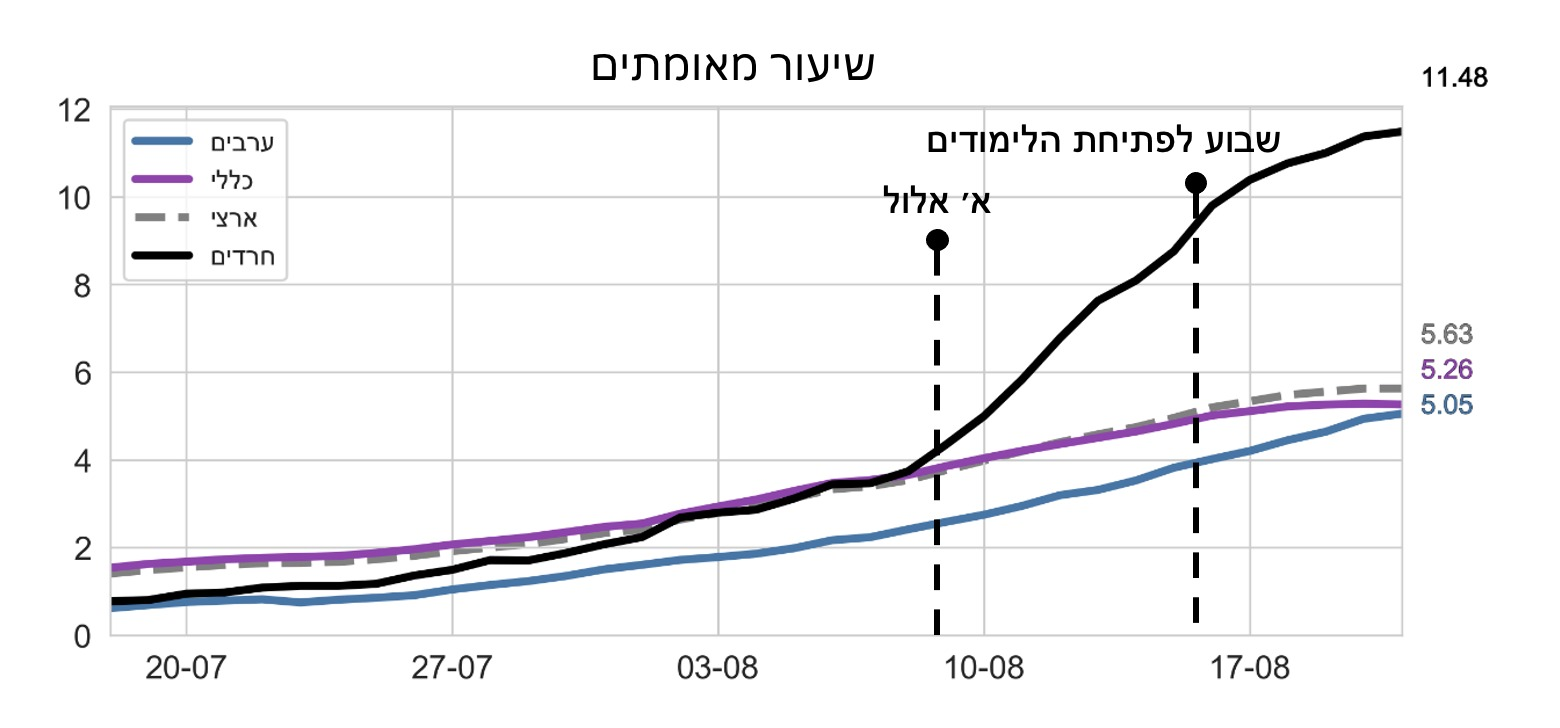 שיעור מאומתים
11.48
12
10
8
6
4
2
0
ערבים
כללי
ארצי
חרדים
שבוע לפתיחת הלימודים
א׳ אלול
5.63
5.26
5.05
20-07
27-07
03-08
10-08
17-08